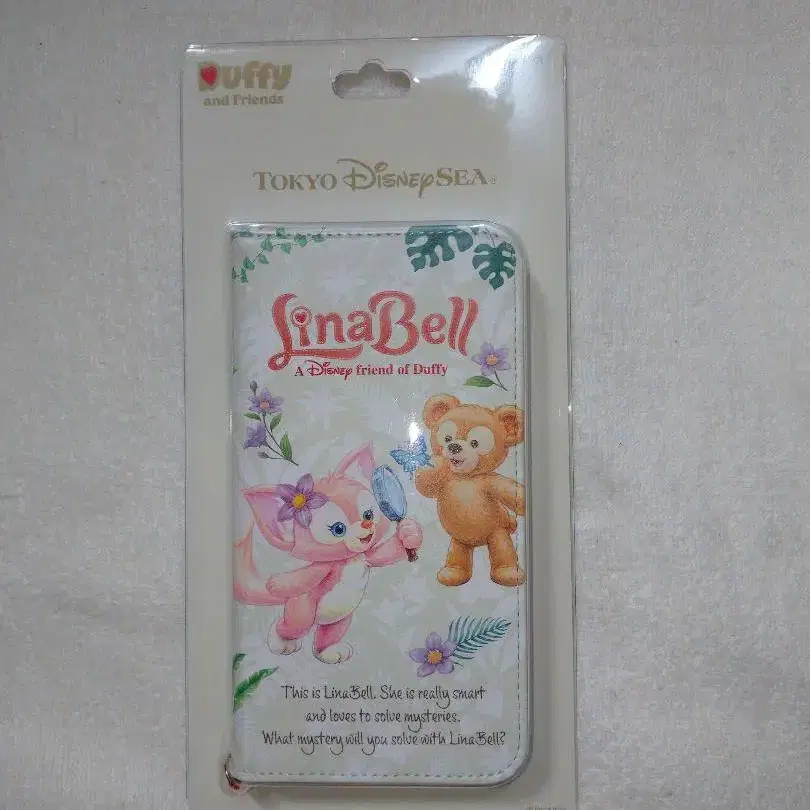 Duffy
and Friends
TOKYO DISNEYSEA®
LinaBell
A DISNEY friend of Duffy
This is LinaBell. She is really smart
and loves to solve mysteries.
What mystery will you solve with LinaBell?